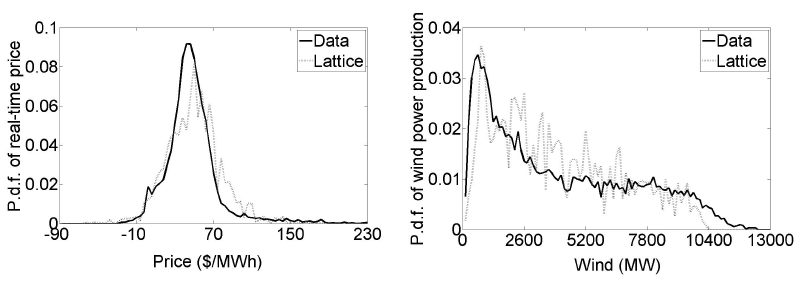 P.d.f. of real-time price
0.1
0.08
0.06
0.04
0.02
0
-90 -10 70 150 230
Price ($/MWh)
Data
Lattice
P.d.f. of wind power production
0.04
0.03
0.02
0.01
0
0 2600 5200 7800 10400 13000
Wind (MW)
Data
Lattice